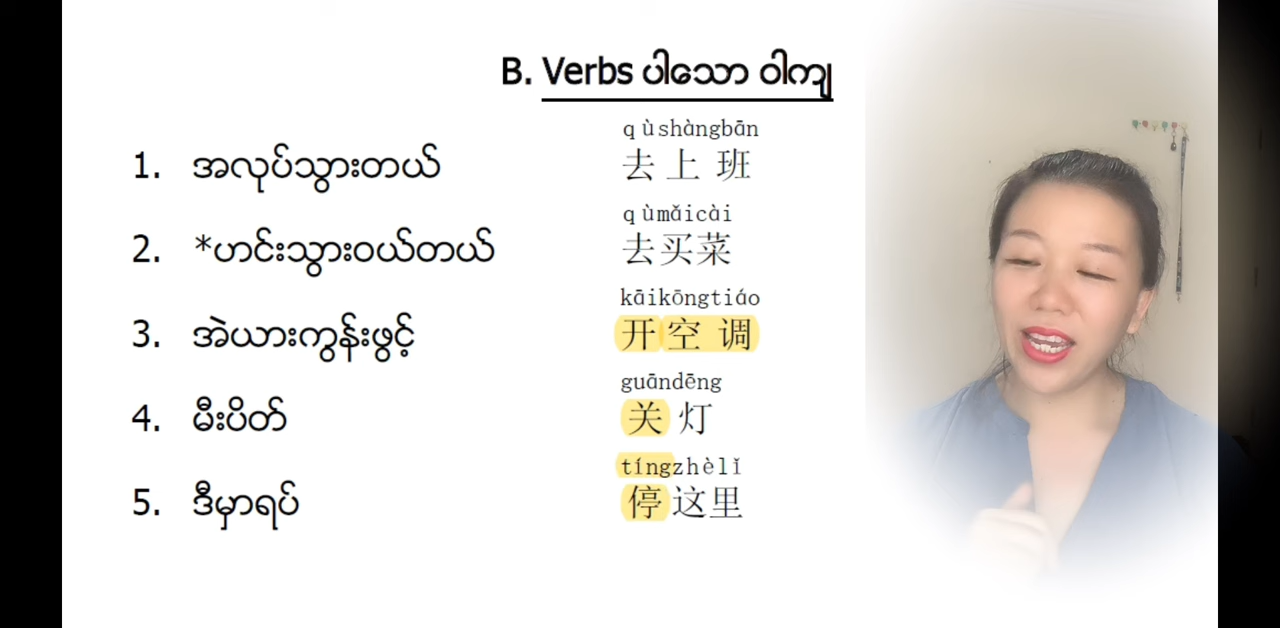 B. Verbs ပါသော ဝါကျ
qùshàngbān
1. အလုပ်သွားတယ် 去上班
qùmǎicài
2. *ဟင်းသွားဝယ်တယ် 去买菜
kāikōngtiáo
3. အဲယားကွန်းဖွင့် 开空调
guāndēng
4. မီးပိတ် 关灯
tíngzhèlǐ
5. ဒီမှာရပ် 停这里